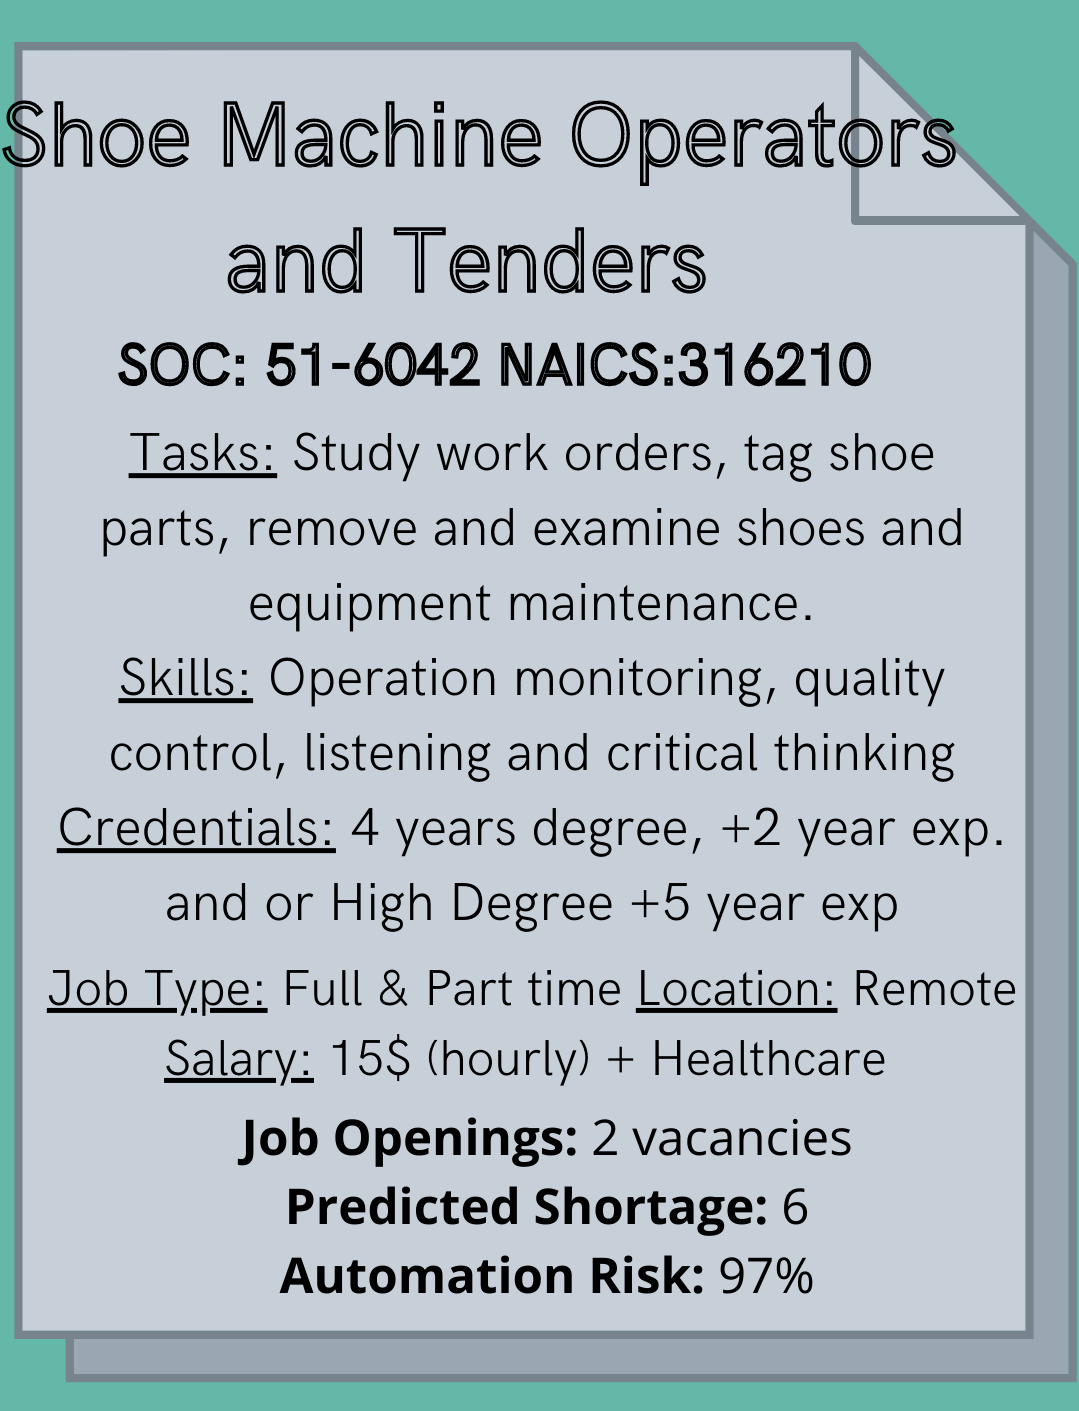 Shoe Machine Operators
and Tenders
SOC: 51-6042 NAICS:316210
Tasks: Study work orders, tag shoe
parts, remove and examine shoes and
equipment maintenance.
Skills: Operation monitoring, quality
control, listening and critical thinking
Credentials: 4 years degree, +2 year exp.
and or High Degree +5 year exp
Job Type: Full & Part time Location: Remote
Salary: 15$ (hourly) + Healthcare
Job Openings: 2 vacancies
Predicted Shortage: 6
Automation Risk: 97%